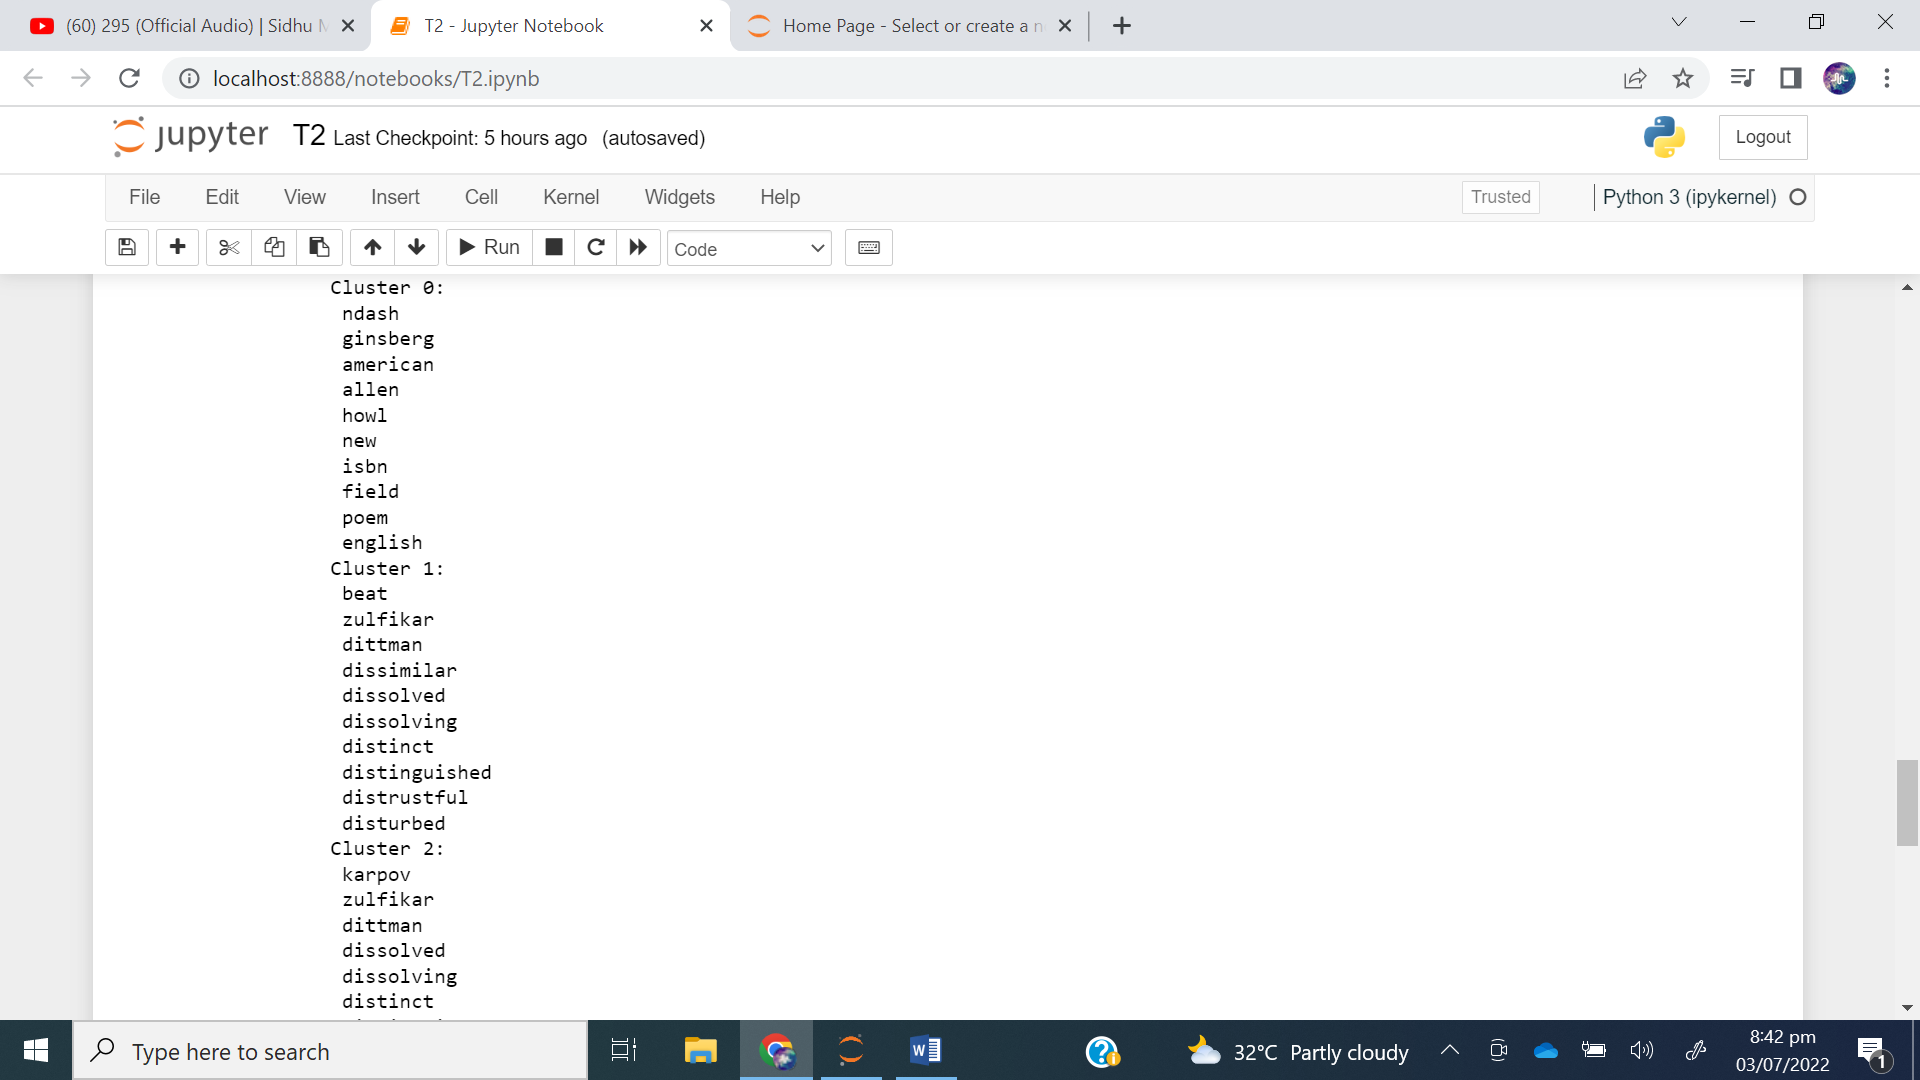 (60) 295 (Official Audio) | Sidhu M
T2 - Jupyter Notebook
Home Page - Select or create a n
localhost:8888/notebooks/T2.ipynb
jupyter T2 Last Checkpoint: 5 hours ago (autosaved)
Logout
File Edit View Insert Cell Kernel Widgets Help
Trusted
Python 3 (ipykernel)
Run
Code
Cluster 0:
ndash
ginsberg
american
allen
howl
new
isbn
field
poem
english
Cluster 1:
beat
zulfikar
dittman
dissimilar
dissolved
dissolving
distinct
distinguished
distrustful
disturbed
Cluster 2:
karpov
zulfikar
dittman
dissolved
dissolving
distinct
Type here to search
32°C Partly cloudy
8:42 pm
03/07/2022
1